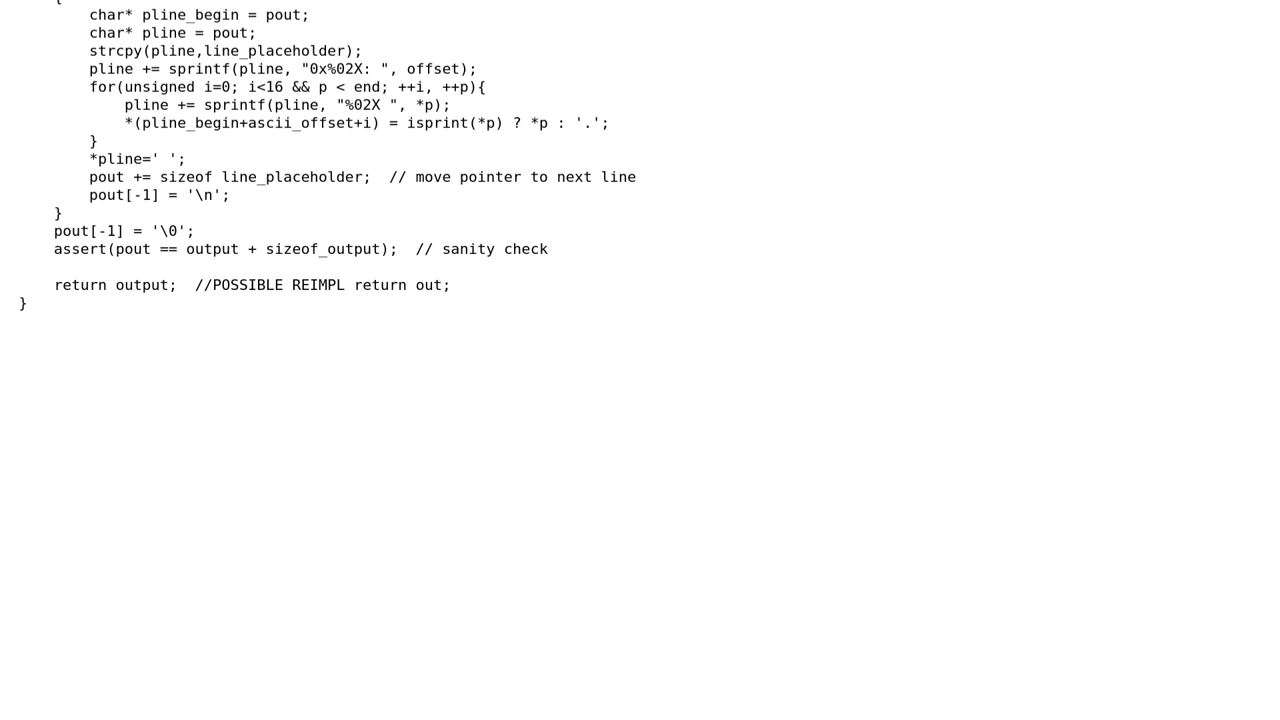 {
        char* pline_begin = pout;
        char* pline = pout;
        strcpy(pline,line_placeholder);
        pline += sprintf(pline, "0x%02X: ", offset);
        for(unsigned i=0; i<16 && p < end; ++i, ++p){
            pline += sprintf(pline, "%02X ", *p);
            *(pline_begin+ascii_offset+i) = isprint(*p) ? *p : '.';
        }
        *pline=' ';
        pout += sizeof line_placeholder;  // move pointer to next line
        pout[-1] = '\n';
    }
    pout[-1] = '\0';
    assert(pout == output + sizeof_output);  // sanity check

    return output;  //POSSIBLE REIMPL return out;
}